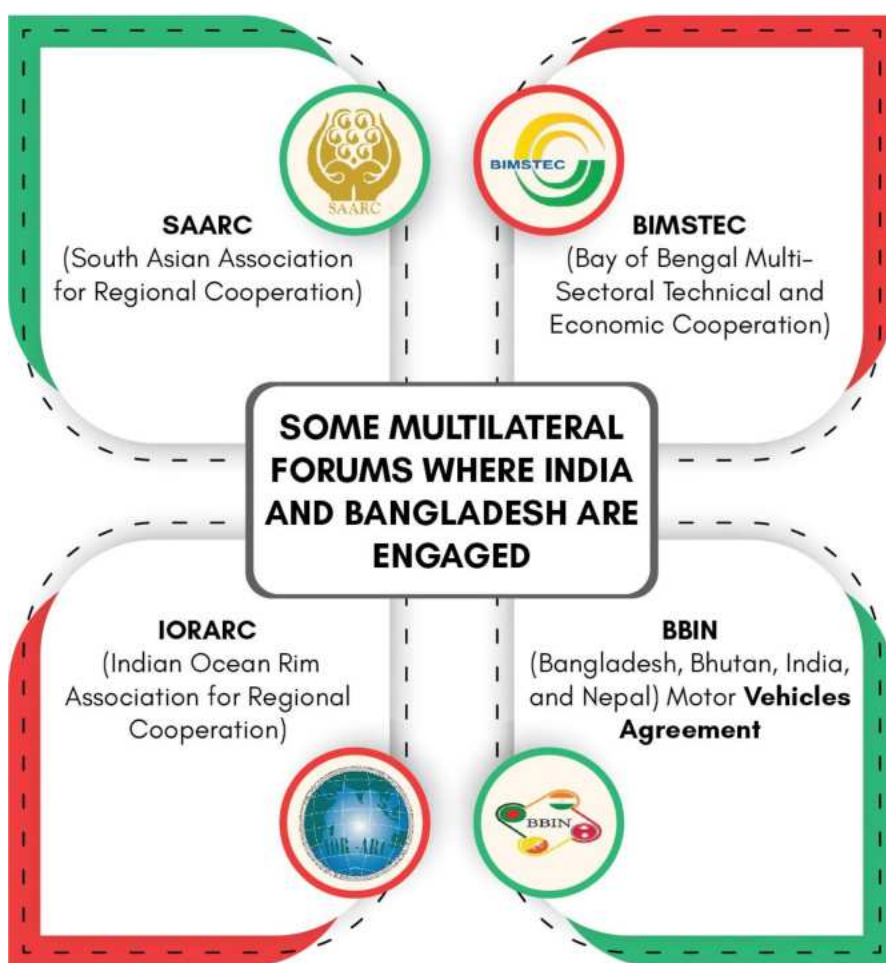 SAARC
SAARC
(South Asian Association
for Regional Cooperation)
BIMSTEC
BIMSTEC
(Bay of Bengal Multi-
Sectoral Technical and
Economic Cooperation)
SOME MULTILATERAL
FORUMS WHERE INDIA
AND BANGLADESH ARE
ENGAGED
IORARC
(Indian Ocean Rim
Association for Regional
Cooperation)
IOR-ARC
BBIN
(Bangladesh, Bhutan, India,
and Nepal) Motor Vehicles
Agreement
BBIN